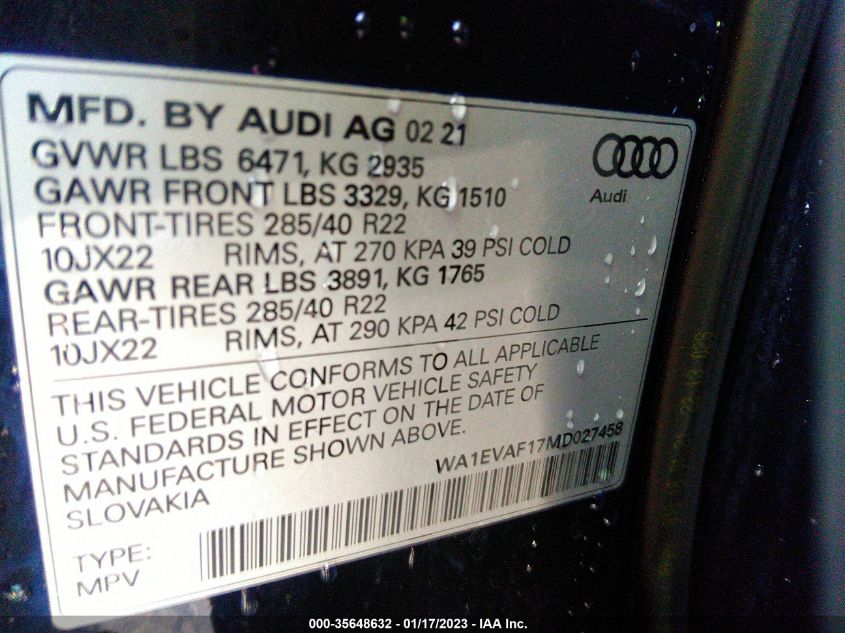 MFD. BY AUDI AG 02 21
GVWR LBS 6471, KG 2935
GAWR FRONT LBS 3329, KG 1510
FRONT-TIRES 285/40 R22
10JX22 RIMS, AT 270 KPA 39 PSI COLD
GAWR REAR LBS 3891, KG 1765
REAR-TIRES 285/40 R22
10JX22 RIMS, AT 290 KPA 42 PSI COLD
Audi
THIS VEHICLE CONFORMS TO ALL APPLICABLE
U.S. FEDERAL MOTOR VEHICLE SAFETY
STANDARDS IN EFFECT ON THE DATE OF
MANUFACTURE SHOWN ABOVE.
SLOVAKIA
WA1EVAF17MD027458
TYPE:
MPV
000-35648632 - 01/17/2023 - IAA Inc.